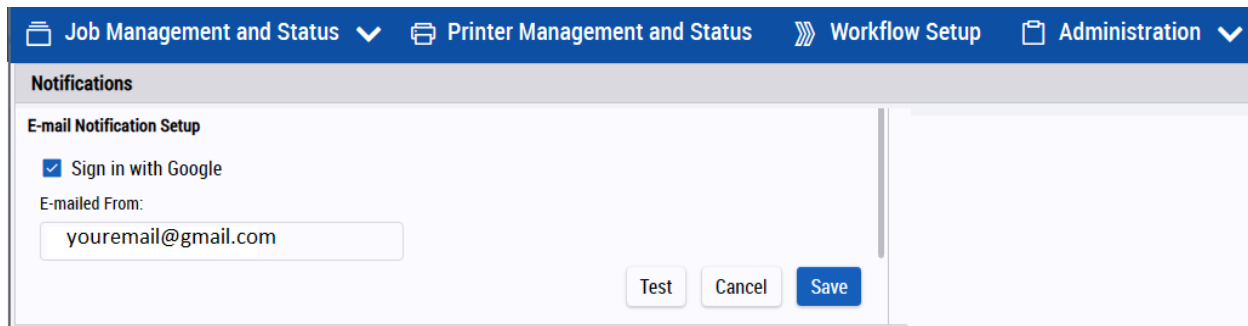 Job Management and Status Printer Management and Status Workflow Setup Administration
Notifications
E-mail Notification Setup
Sign in with Google
E-mailed From:
youremail@gmail.com
Test Cancel Save